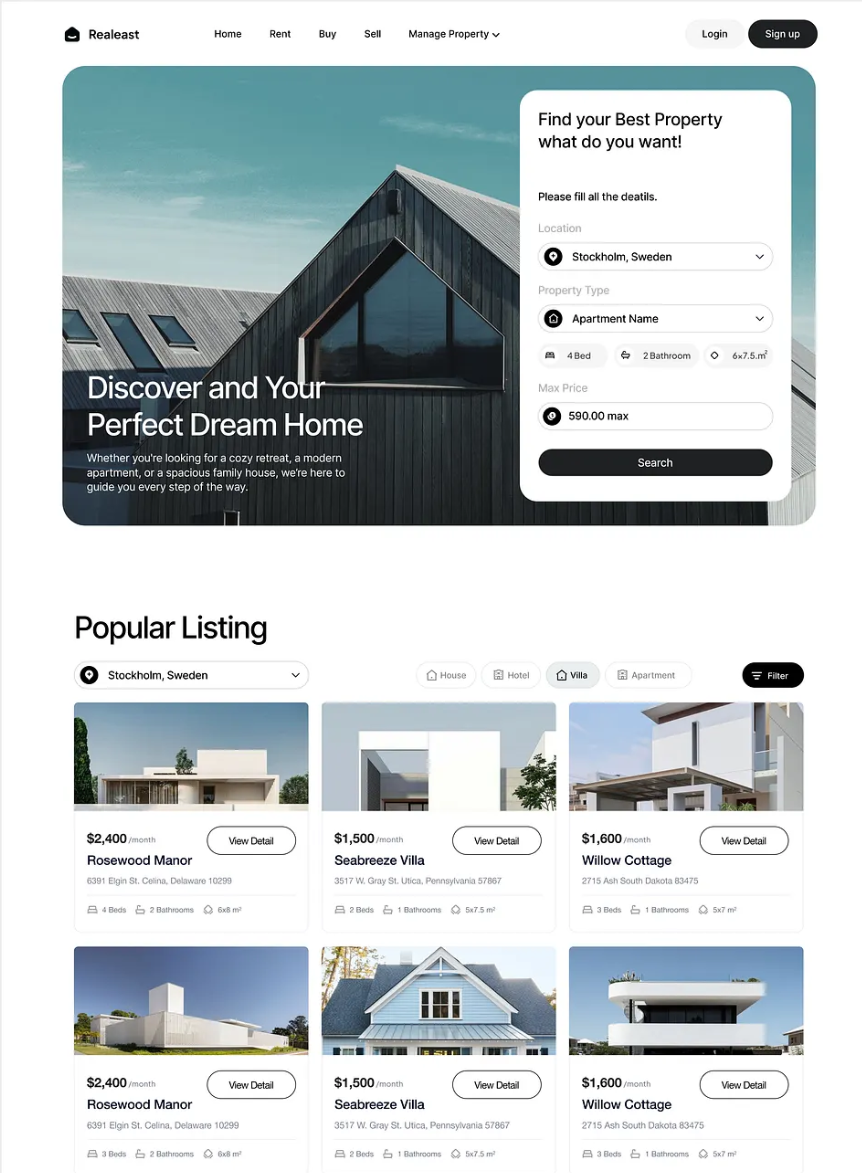 Realeast
Home Rent Buy Sell Manage Property
Login Sign up
Find your Best Property
what do you want!
Please fill all the deatils.
Location
Stockholm, Sweden
Property Type
Apartment Name
4 Bed 2 Bathroom 6x7.5.m²
Max Price
590.00 max
Search
Discover and Your
Perfect Dream Home
Whether you're looking for a cozy retreat, a modern
apartment, or a spacious family house, we're here to
guide you every step of the way.
Popular Listing
Stockholm, Sweden
House Hotel Villa Apartment
Filter
$2,400 /month View Detail
Rosewood Manor
6391 Elgin St. Celina, Delaware 10299
4 Beds 2 Bathrooms 6x8 m²
$1,500 /month View Detail
Seabreeze Villa
3517 W. Gray St. Utica, Pennsylvania 57867
2 Beds 1 Bathrooms 5x7.5 m²
$1,600 /month View Detail
Willow Cottage
2715 Ash South Dakota 83475
3 Beds 1 Bathrooms 5x7 m²
$2,400 /month View Detail
Rosewood Manor
6391 Elgin St. Celina, Delaware 10299
3 Beds 2 Bathrooms 6x8 m²
$1,500 /month View Detail
Seabreeze Villa
3517 W. Gray St. Utica, Pennsylvania 57867
2 Beds 1 Bathrooms 5x7.5 m²
$1,600 /month View Detail
Willow Cottage
2715 Ash South Dakota 83475
3 Beds 1 Bathrooms 5x7 m²